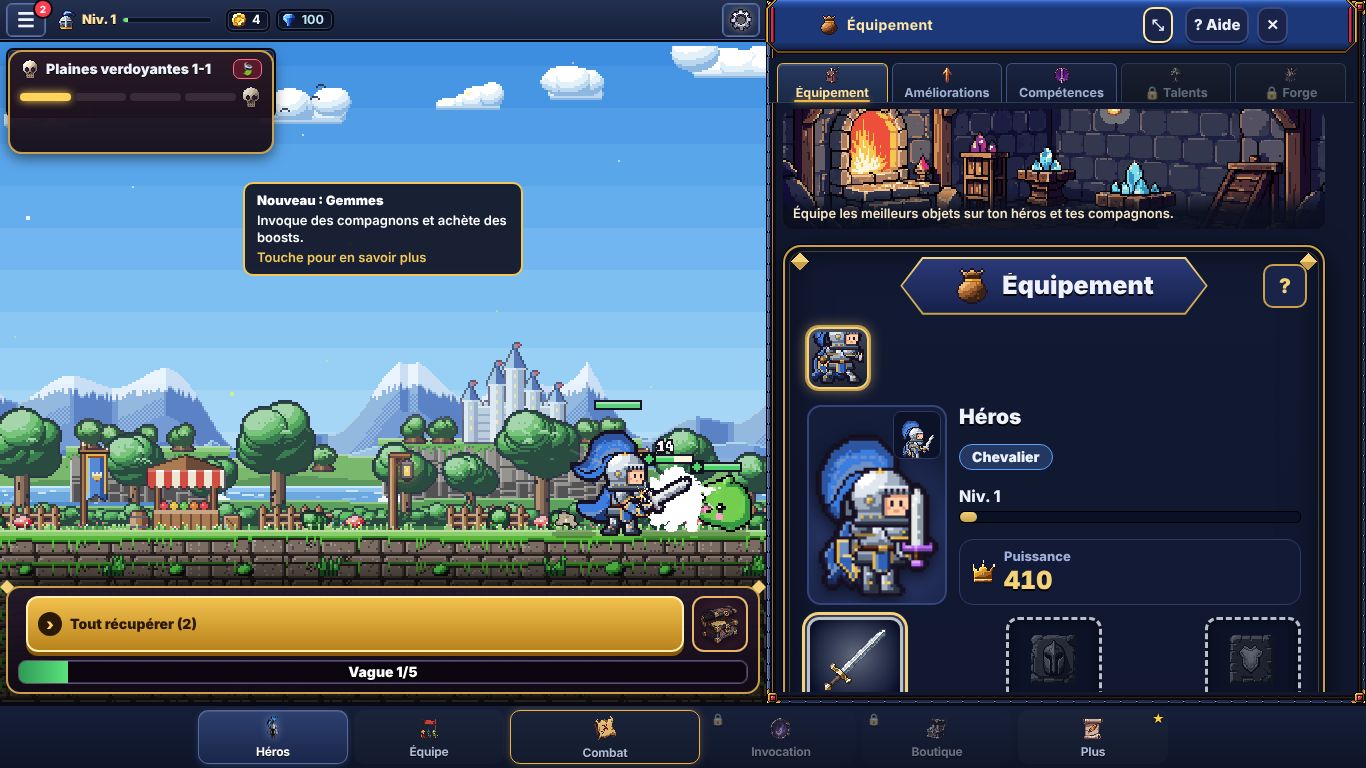 2
Niv. 1
4
100
Plaines verdoyantes 1-1
Nouveau : Gemmes
Invoque des compagnons et achète des
boosts.
Touche pour en savoir plus
14
Tout récupérer (2)
Vague 1/5
Équipement
? Aide
Équipement
Améliorations
Compétences
Talents
Forge
Équipe les meilleurs objets sur ton héros et tes compagnons.
Équipement
?
Héros
Chevalier
Niv. 1
Puissance
410
Héros
Équipe
Combat
Invocation
Boutique
Plus